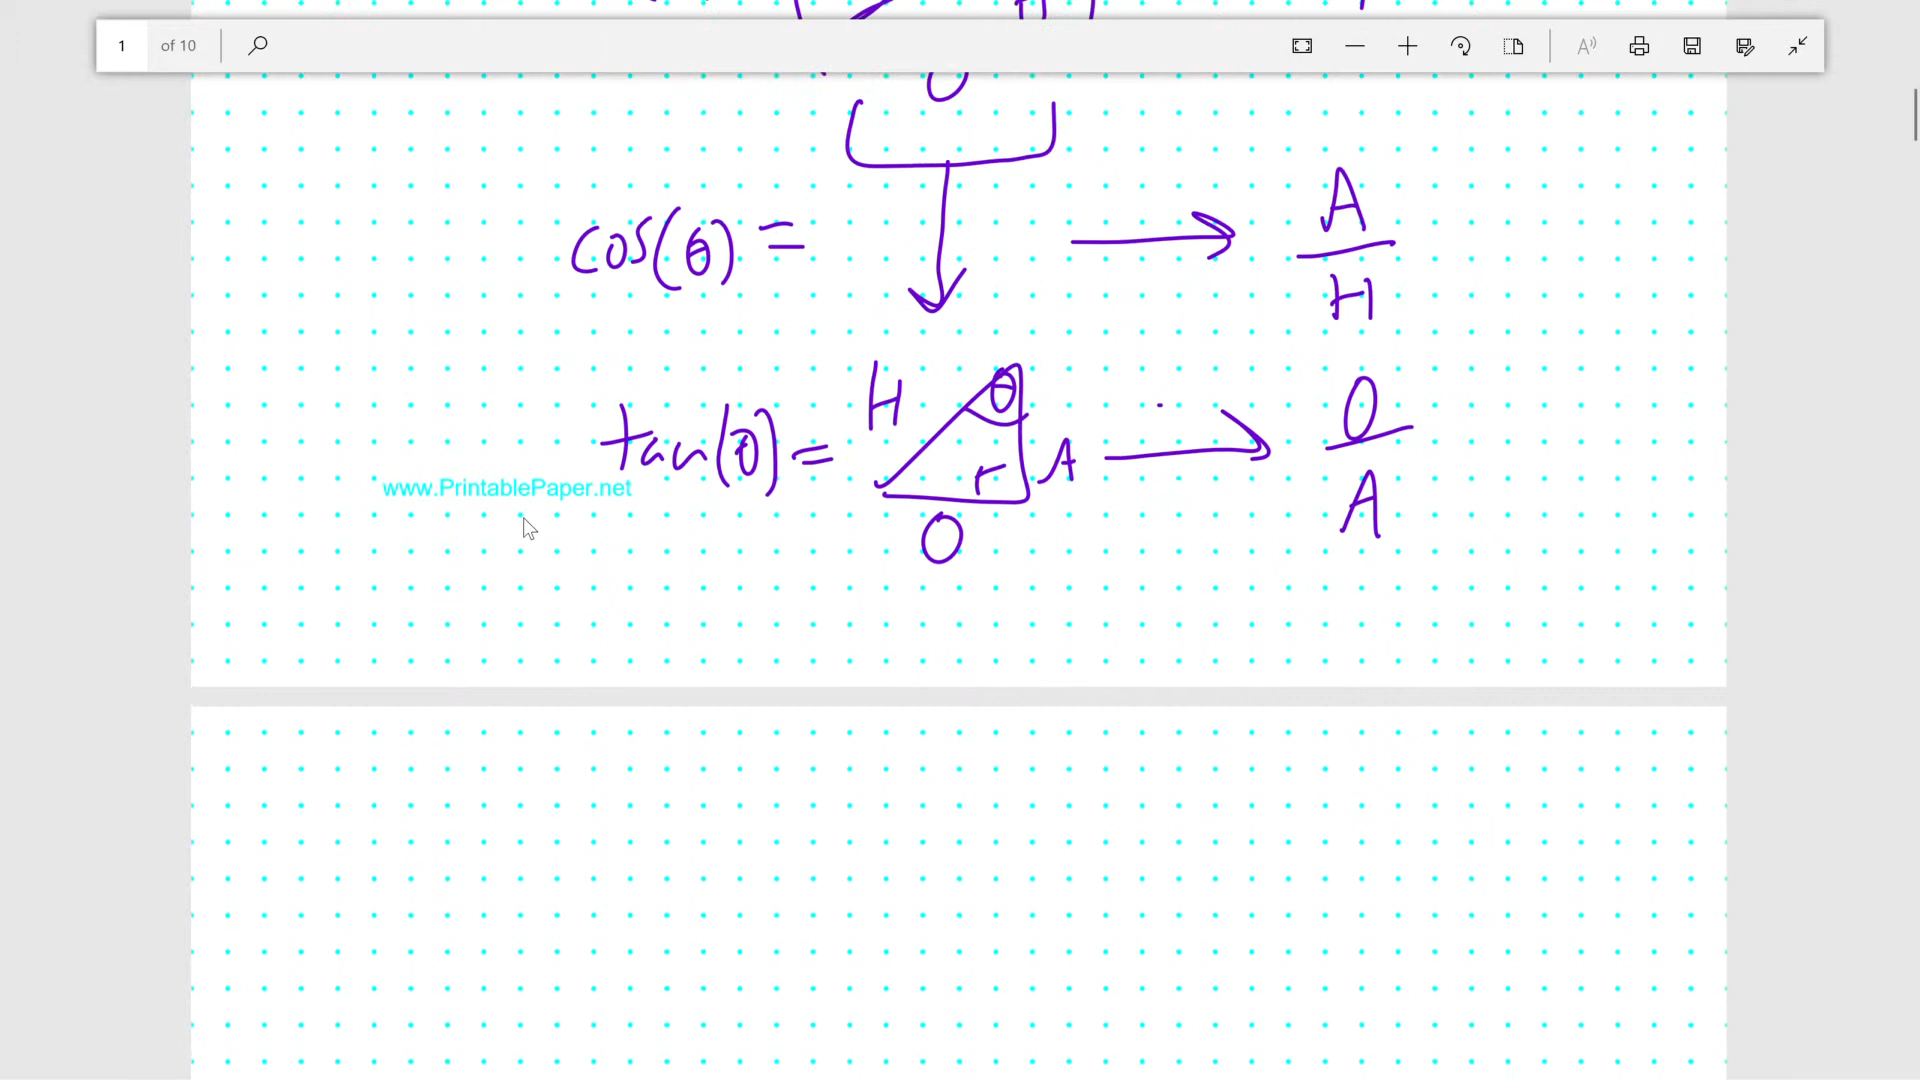 1 of 10
O
cos(θ) = → A
H
tan(θ) = H θ A → O
A
O
www.PrintablePaper.net